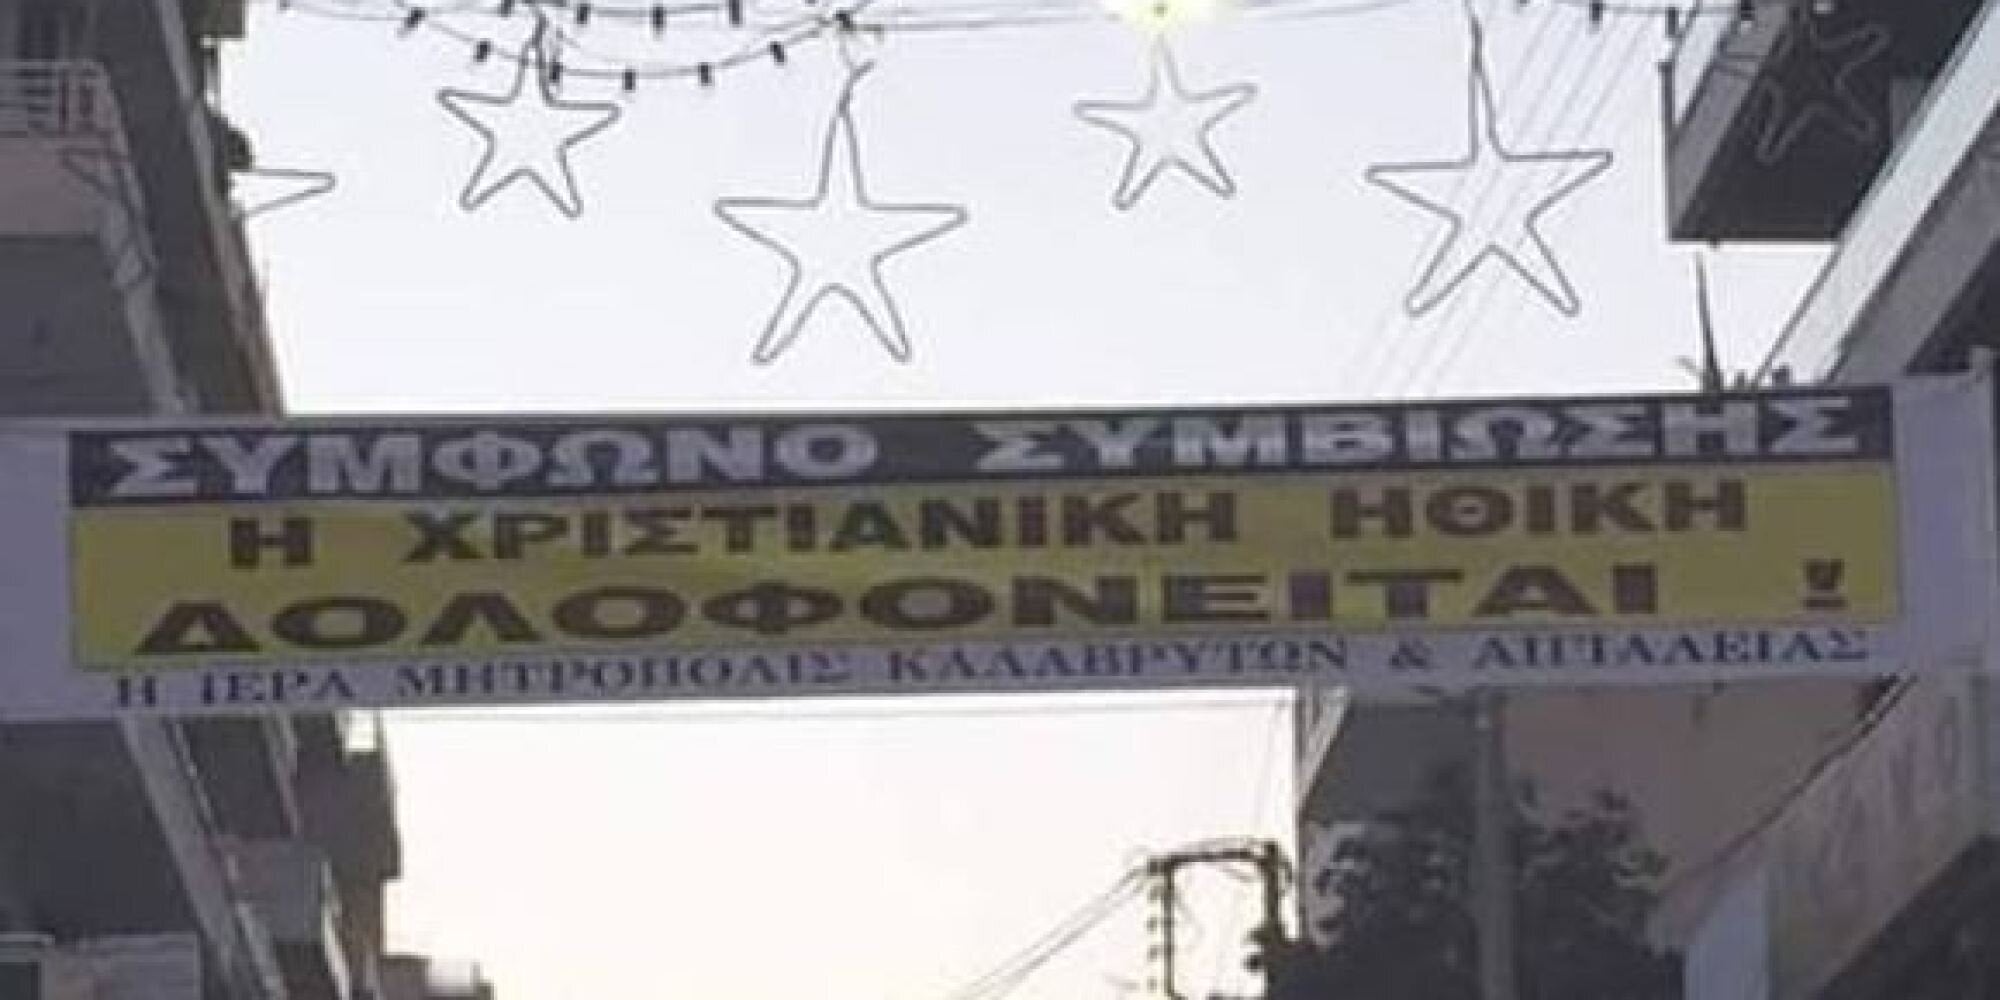 ΣΥΜΦΩΝΟ ΣΥΜΒΙΩΣΗΣ
Η ΧΡΙΣΤΙΑΝΙΚΗ ΗΘΙΚΗ
ΔΟΛΟΦΟΝΕΙΤΑΙ !
Η ΙΕΡΑ ΜΗΤΡΟΠΟΛΙΣ ΚΑΛΑΒΡΥΤΩΝ & ΑΙΓΙΑΛΕΙΑΣ